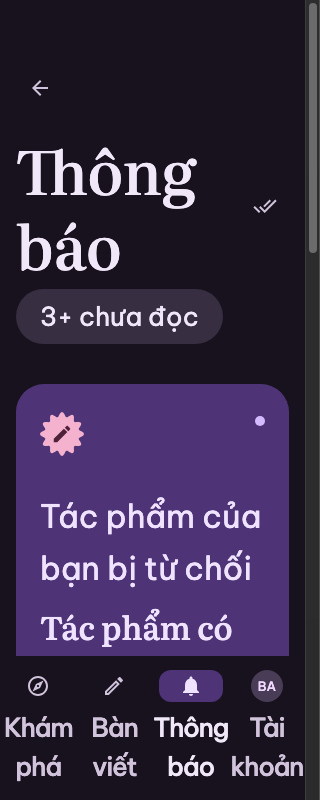 Thông
báo
3+ chưa đọc
Tác phẩm của
bạn bị từ chối
Tác phẩm có
BA
Khám phá
Bàn viết
Thông báo
Tài khoản